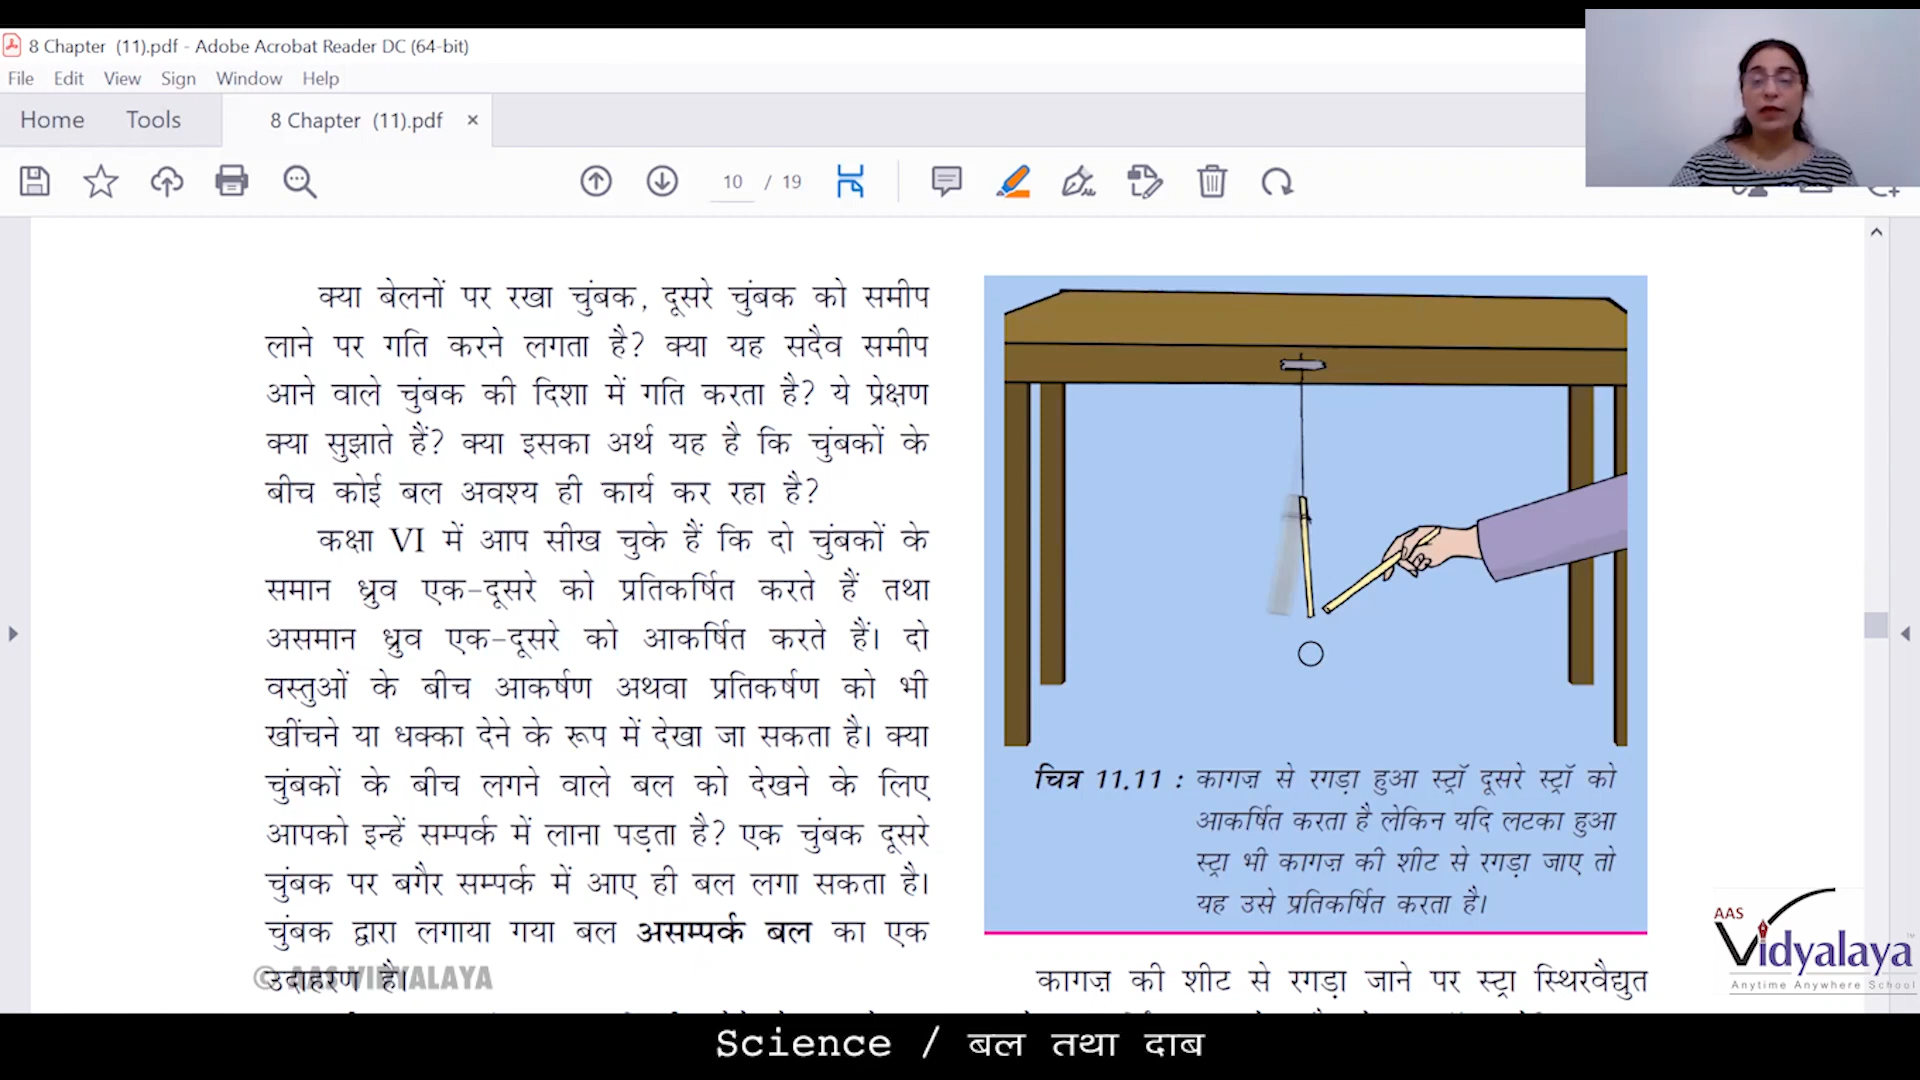 8 Chapter (11).pdf - Adobe Acrobat Reader DC (64-bit)
File Edit View Sign Window Help
Home Tools 8 Chapter (11).pdf ×
10 / 19
क्या बेलनों पर रखा चुंबक, दूसरे चुंबक को समीप
लाने पर गति करने लगता है? क्या यह सदैव समीप
आने वाले चुंबक की दिशा में गति करता है? ये प्रेक्षण
क्या सुझाते हैं? क्या इसका अर्थ यह है कि चुंबकों के
बीच कोई बल अवश्य ही कार्य कर रहा है?
कक्षा VI में आप सीख चुके हैं कि दो चुंबकों के
समान ध्रुव एक-दूसरे को प्रतिकर्षित करते हैं तथा
असमान ध्रुव एक-दूसरे को आकर्षित करते हैं। दो
वस्तुओं के बीच आकर्षण अथवा प्रतिकर्षण को भी
खींचने या धक्का देने के रूप में देखा जा सकता है। क्या
चुंबकों के बीच लगने वाले बल को देखने के लिए
आपको इन्हें सम्पर्क में लाना पड़ता है? एक चुंबक दूसरे
चुंबक पर बगैर सम्पर्क में आए ही बल लगा सकता है।
चुंबक द्वारा लगाया गया बल असम्पर्क बल का एक
उदाहरण है।
© AAS VIDYALAYA
चित्र 11.11 : कागज़ से रगड़ा हुआ स्ट्रॉ दूसरे स्ट्रॉ को
आकर्षित करता है लेकिन यदि लटका हुआ
स्ट्रा भी कागज़ की शीट से रगड़ा जाए तो
यह उसे प्रतिकर्षित करता है।
कागज़ की शीट से रगड़ा जाने पर स्ट्रा स्थिरवैद्युत
AAS
Vidyalaya
Anytime Anywhere School
Science / बल तथा दाब